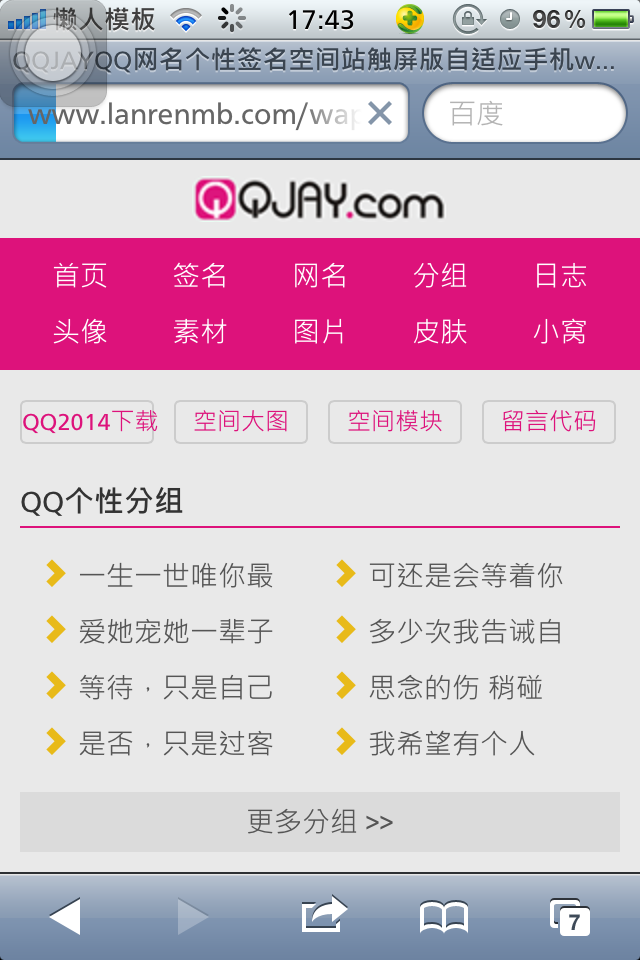 懒人模板 17:43 96%
QQJAYQQ网名个性签名空间站触屏版自适应手机w...
www.lanrenmb.com/wap 百度
QQJAY.com
首页 签名 网名 分组 日志
头像 素材 图片 皮肤 小窝
QQ2014下载 空间大图 空间模块 留言代码
QQ个性分组
一生一世唯你最 可还是会等着你
爱她宠她一辈子 多少次我告诫自
等待，只是自己 思念的伤 稍碰
是否，只是过客 我希望有个人
更多分组 >>
7